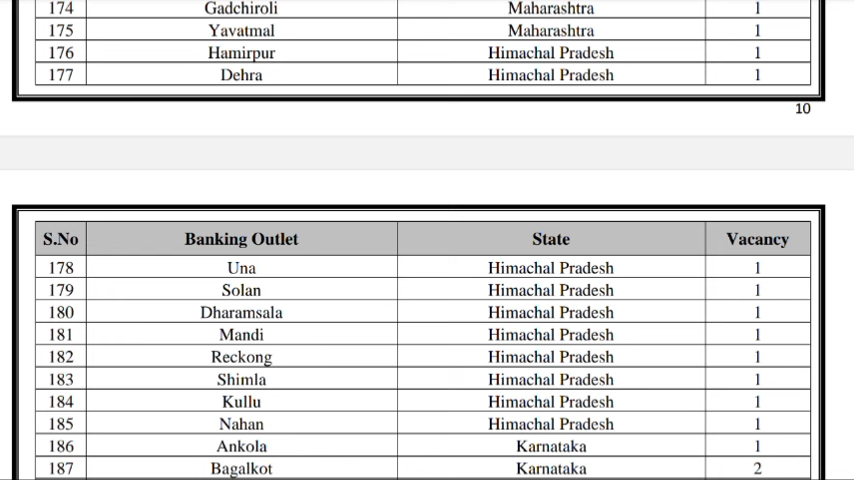 174 Gadchiroli Maharashtra 1
175 Yavatmal Maharashtra 1
176 Hamirpur Himachal Pradesh 1
177 Dehra Himachal Pradesh 1
10
S.No Banking Outlet State Vacancy
178 Una Himachal Pradesh 1
179 Solan Himachal Pradesh 1
180 Dharamsala Himachal Pradesh 1
181 Mandi Himachal Pradesh 1
182 Reckong Himachal Pradesh 1
183 Shimla Himachal Pradesh 1
184 Kullu Himachal Pradesh 1
185 Nahan Himachal Pradesh 1
186 Ankola Karnataka 1
187 Bagalkot Karnataka 2